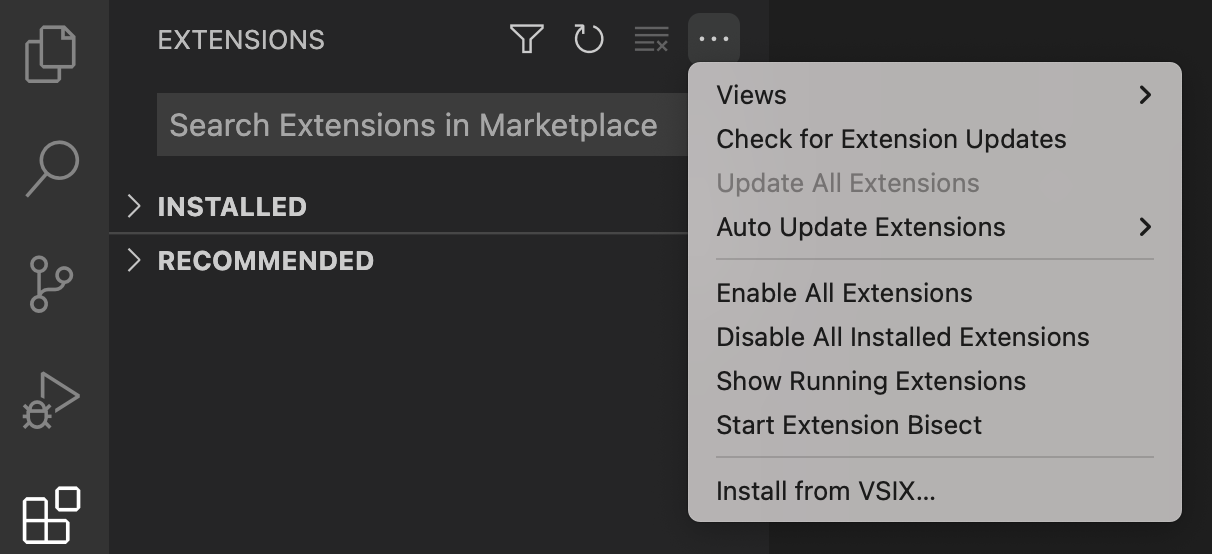 EXTENSIONS
Search Extensions in Marketplace
INSTALLED
RECOMMENDED
Views
Check for Extension Updates
Update All Extensions
Auto Update Extensions
Enable All Extensions
Disable All Installed Extensions
Show Running Extensions
Start Extension Bisect
Install from VSIX...